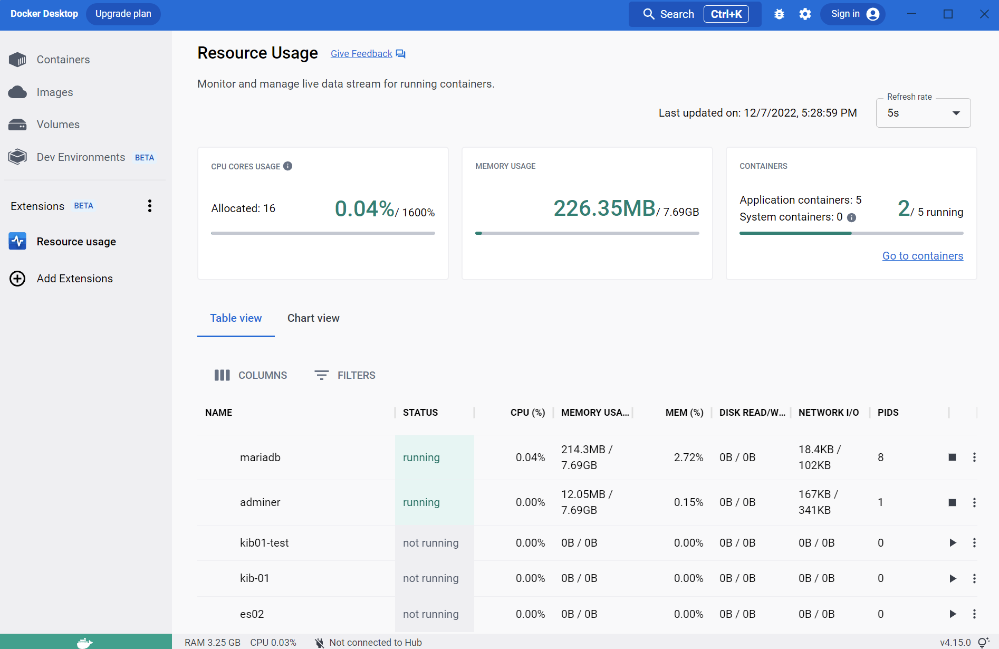 Docker Desktop
Upgrade plan
Search Ctrl+K
Sign in
Containers
Images
Volumes
Dev Environments BETA
Extensions BETA
Resource usage
Add Extensions
Resource Usage Give Feedback
Monitor and manage live data stream for running containers.
Last updated on: 12/7/2022, 5:28:59 PM
Refresh rate
5s
CPU CORES USAGE
Allocated: 16
0.04% / 1600%
MEMORY USAGE
226.35MB / 7.69GB
CONTAINERS
Application containers: 5
System containers: 0
2 / 5 running
Go to containers
Table view Chart view
COLUMNS FILTERS
NAME STATUS CPU (%) MEMORY USA... MEM (%) DISK READ/W... NETWORK I/O PIDS
mariadb running 0.04% 214.3MB / 7.69GB 2.72% 0B / 0B 18.4KB / 102KB 8
adminer running 0.00% 12.05MB / 7.69GB 0.15% 0B / 0B 167KB / 341KB 1
kib01-test not running 0.00% 0B / 0B 0.00% 0B / 0B 0B / 0B 0
kib-01 not running 0.00% 0B / 0B 0.00% 0B / 0B 0B / 0B 0
es02 not running 0.00% 0B / 0B 0.00% 0B / 0B 0B / 0B 0
RAM 3.25 GB CPU 0.03% Not connected to Hub v4.15.0